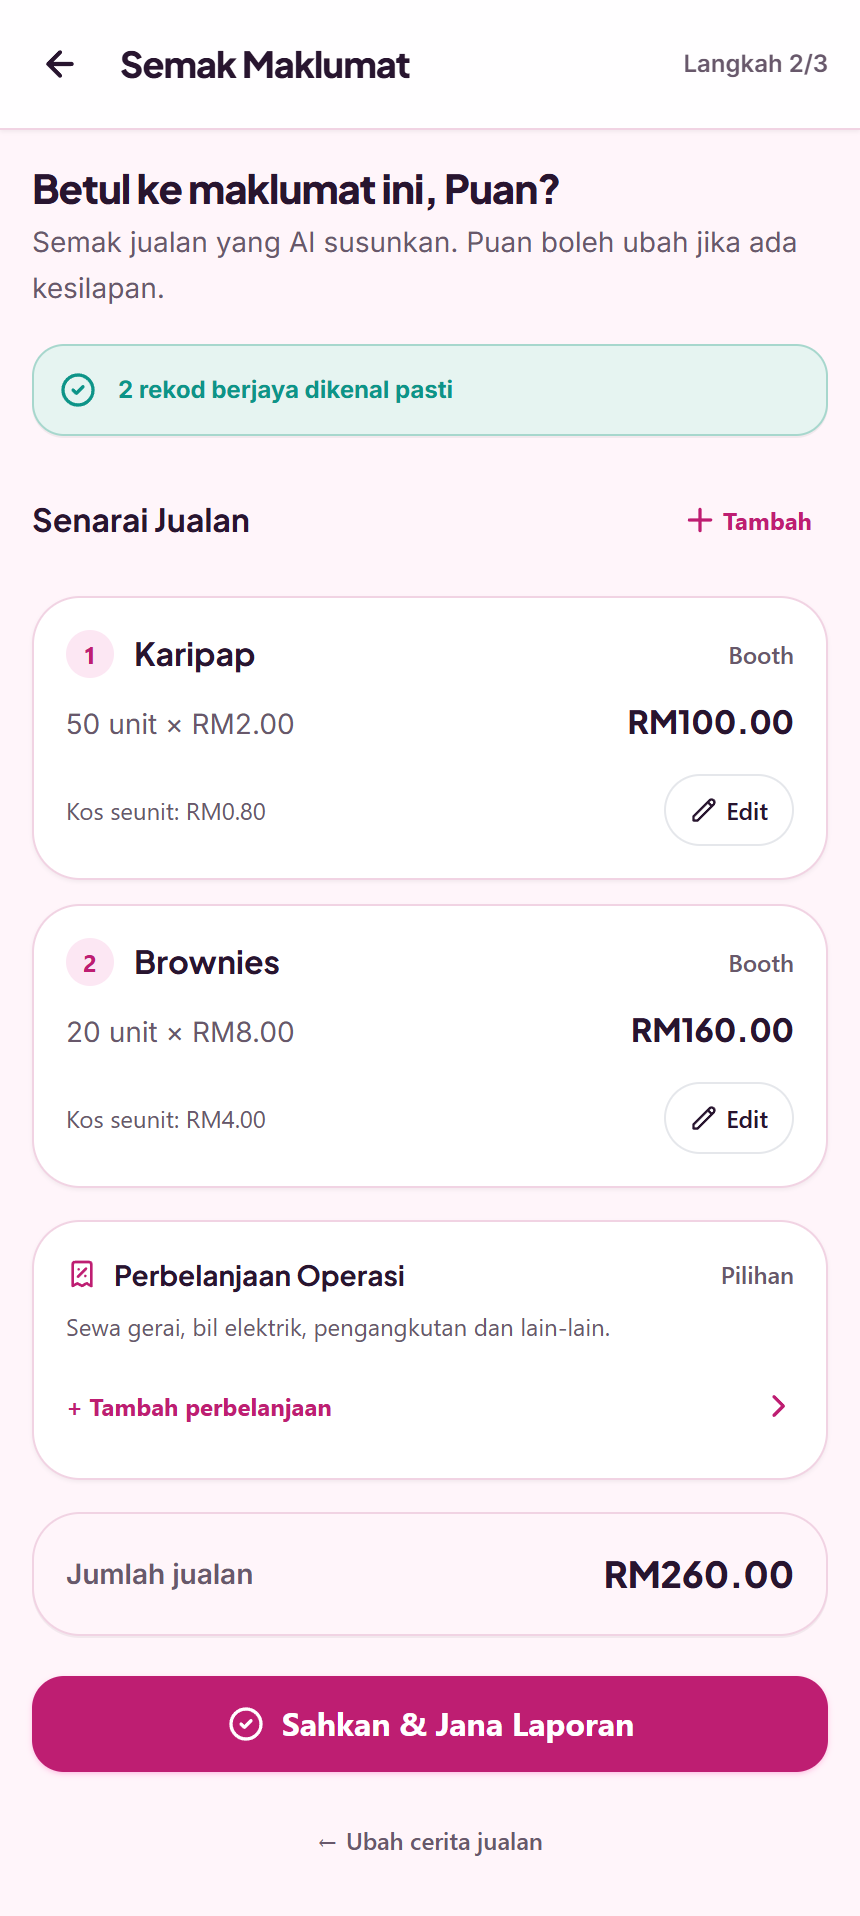 Semak Maklumat
Langkah 2/3
Betul ke maklumat ini, Puan?
Semak jualan yang AI susunkan. Puan boleh ubah jika ada
kesilapan.
2 rekod berjaya dikenal pasti
Senarai Jualan
+ Tambah
1 Karipap
Booth
50 unit × RM2.00
RM100.00
Kos seunit: RM0.80
Edit
2 Brownies
Booth
20 unit × RM8.00
RM160.00
Kos seunit: RM4.00
Edit
Perbelanjaan Operasi
Pilihan
Sewa gerai, bil elektrik, pengangkutan dan lain-lain.
+ Tambah perbelanjaan
Jumlah jualan
RM260.00
Sahkan & Jana Laporan
← Ubah cerita jualan